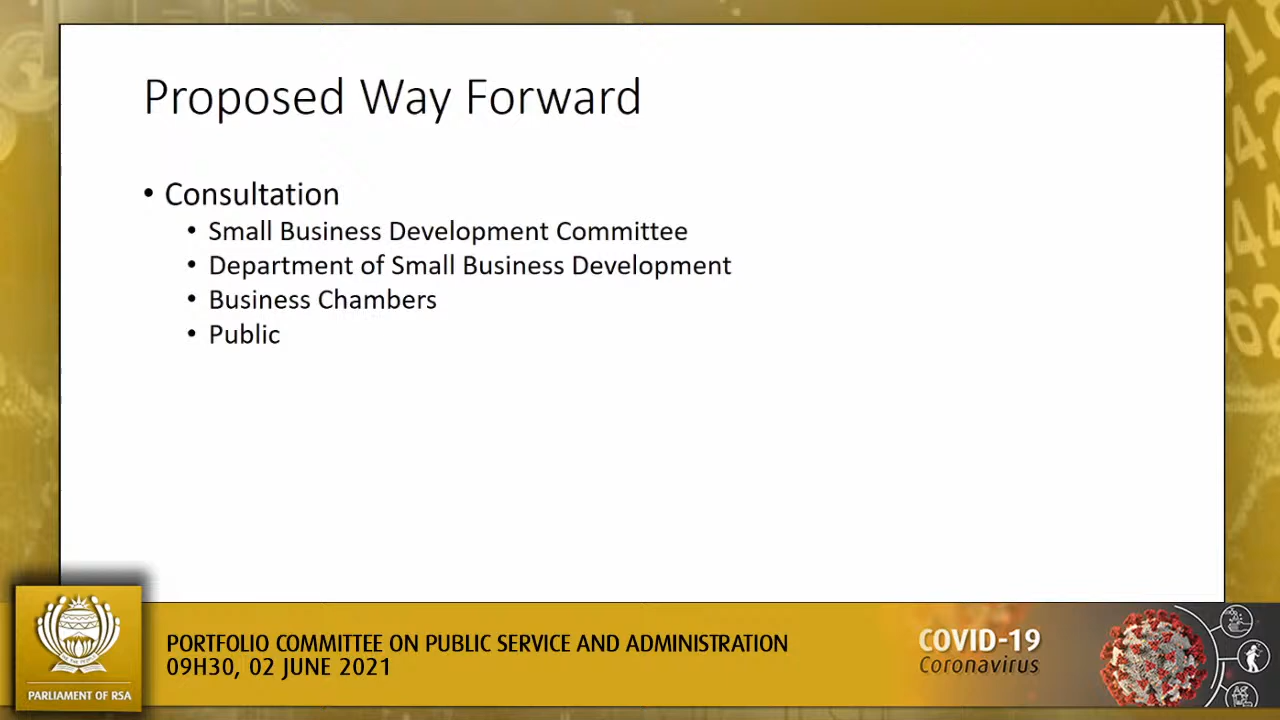 Proposed Way Forward
• Consultation
• Small Business Development Committee
• Department of Small Business Development
• Business Chambers
• Public
PORTFOLIO COMMITTEE ON PUBLIC SERVICE AND ADMINISTRATION
09H30, 02 JUNE 2021
PARLIAMENT OF RSA
COVID-19
Coronavirus